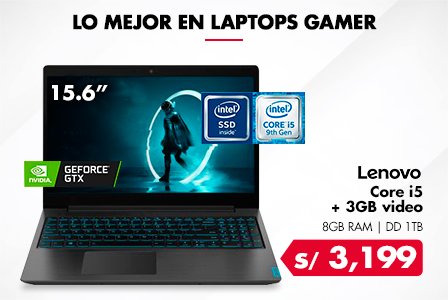 LO MEJOR EN LAPTOPS GAMER
15.6”
intel
SSD
inside
intel
CORE i5
9th Gen
NVIDIA
GEFORCE
GTX
Lenovo
Core i5
+ 3GB video
8GB RAM | DD 1TB
s/ 3,199